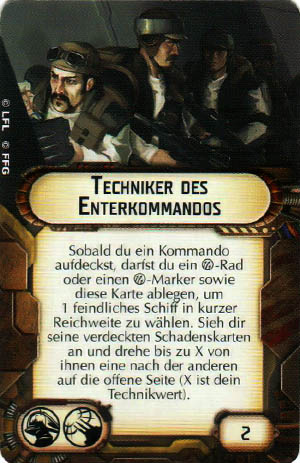 © LFL © FFG
TECHNIKER DES
ENTERKOMMANDOS
Sobald du ein Kommando
aufdeckst, darfst du ein -Rad
oder einen -Marker sowie
diese Karte ablegen, um
1 feindliches Schiff in kurzer
Reichweite zu wählen. Sieh dir
seine verdeckten Schadenskarten
an und drehe bis zu X von
ihnen eine nach der anderen
auf die offene Seite (X ist dein
Technikwert).
2